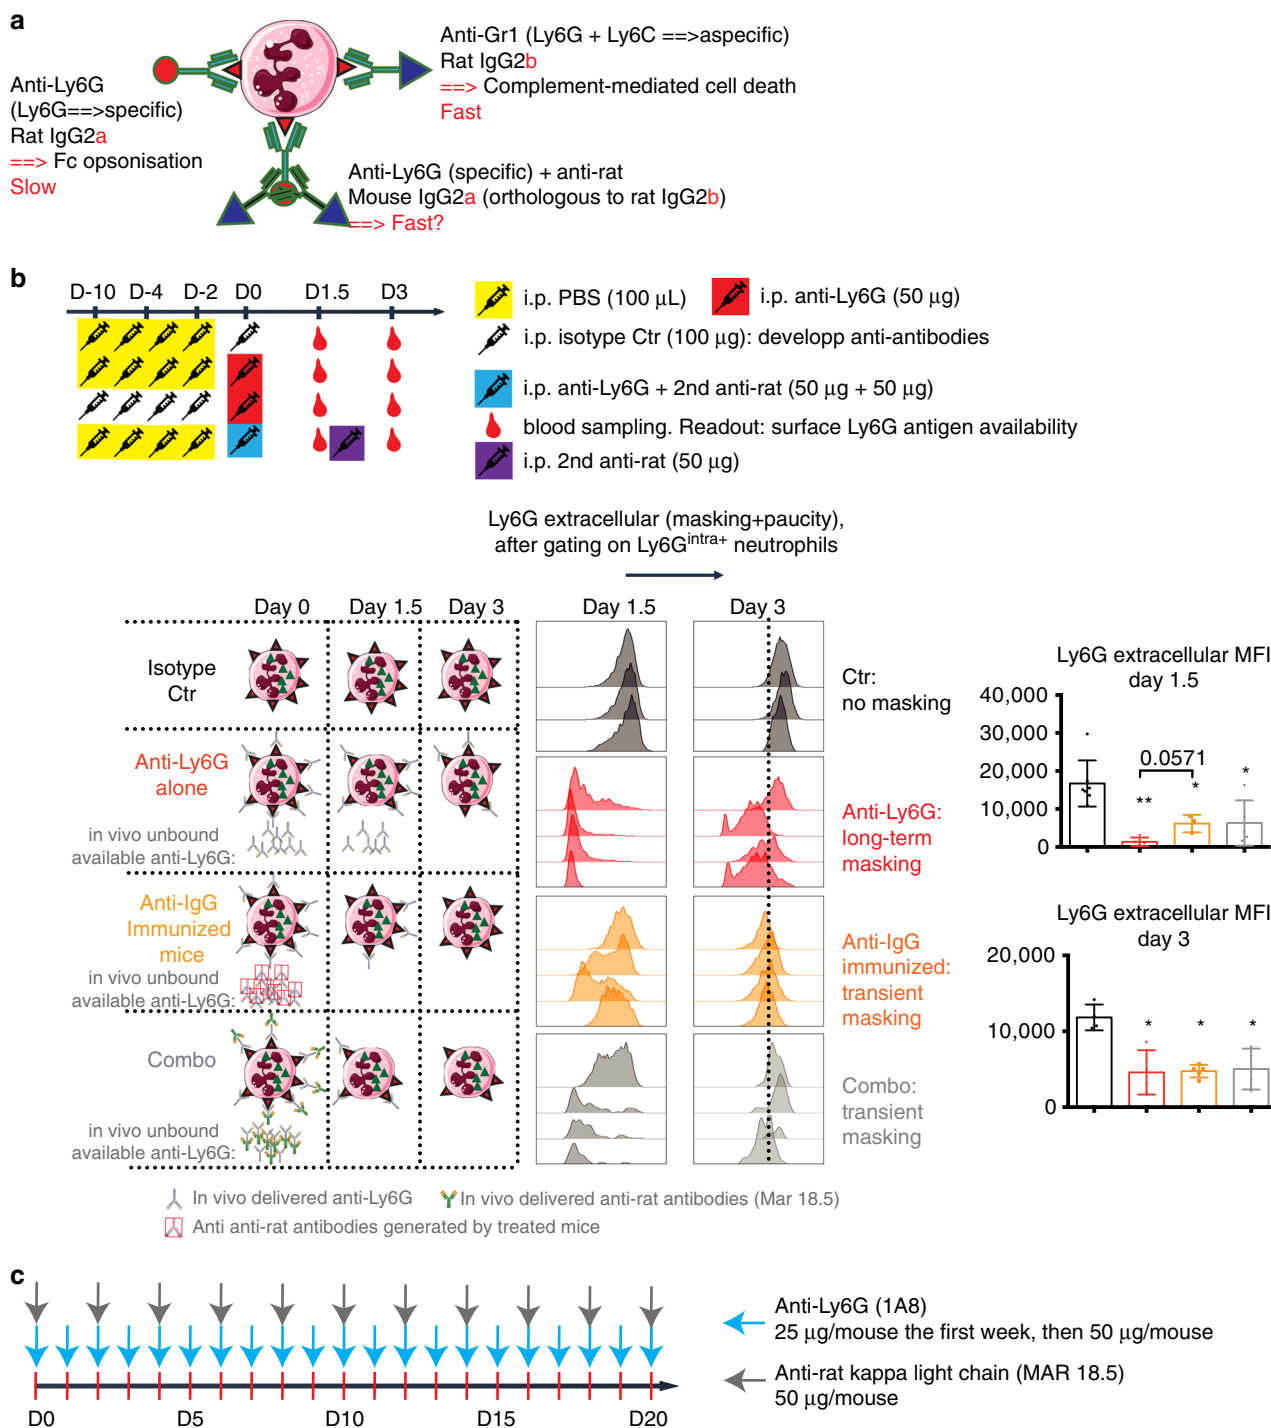 a
Anti-Ly6G
(Ly6G==>specific)
Rat IgG2a
==> Fc opsonisation
Slow
Anti-Gr1 (Ly6G + Ly6C ==>aspecific)
Rat IgG2b
==> Complement-mediated cell death
Fast
Anti-Ly6G (specific) + anti-rat
Mouse IgG2a (orthologous to rat IgG2b)
==> Fast?
b
D-10 D-4 D-2 D0 D1.5 D3
i.p. PBS (100 µL)
i.p. anti-Ly6G (50 µg)
i.p. isotype Ctr (100 µg): developp anti-antibodies
i.p. anti-Ly6G + 2nd anti-rat (50 µg + 50 µg)
blood sampling. Readout: surface Ly6G antigen availability
i.p. 2nd anti-rat (50 µg)
Ly6G extracellular (masking+paucity),
after gating on Ly6Gintra+ neutrophils
Day 0 Day 1.5 Day 3
Day 1.5 Day 3
Isotype
Ctr
Anti-Ly6G
alone
in vivo unbound
available anti-Ly6G:
Anti-IgG
Immunized
mice
in vivo unbound
available anti-Ly6G:
Combo
in vivo unbound
available anti-Ly6G:
Ctr:
no masking
Anti-Ly6G:
long-term
masking
Anti-IgG
immunized:
transient
masking
Combo:
transient
masking
Ly6G extracellular MFI
day 1.5
40,000
30,000
20,000
10,000
0
0.0571
** * *
Ly6G extracellular MFI
day 3
20,000
10,000
0
* * *
In vivo delivered anti-Ly6G
In vivo delivered anti-rat antibodies (Mar 18.5)
Anti anti-rat antibodies generated by treated mice
c
D0 D5 D10 D15 D20
Anti-Ly6G (1A8)
25 µg/mouse the first week, then 50 µg/mouse
Anti-rat kappa light chain (MAR 18.5)
50 µg/mouse